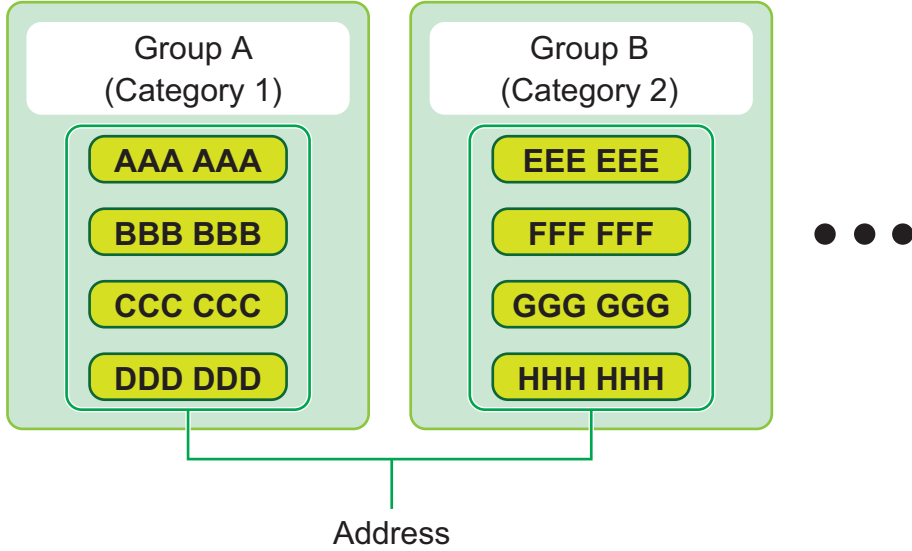 Group A
(Category 1)
AAA AAA
BBB BBB
CCC CCC
DDD DDD
Group B
(Category 2)
EEE EEE
FFF FFF
GGG GGG
HHH HHH
Address